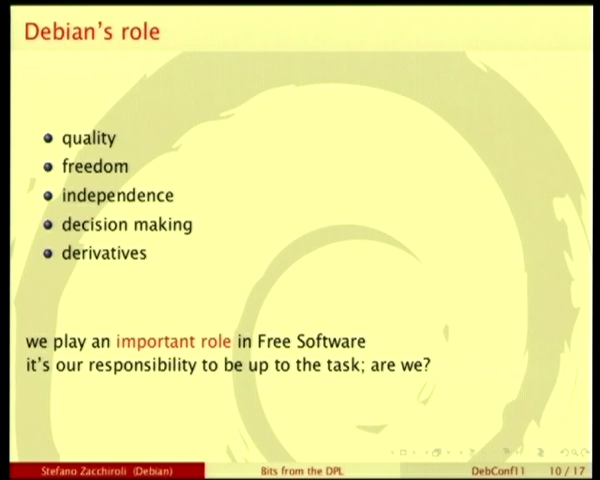 Debian's role
quality
freedom
independence
decision making
derivatives
we play an important role in Free Software
it's our responsibility to be up to the task; are we?
Stefano Zacchiroli (Debian)
Bits from the DPL
DebConf11
10 / 17